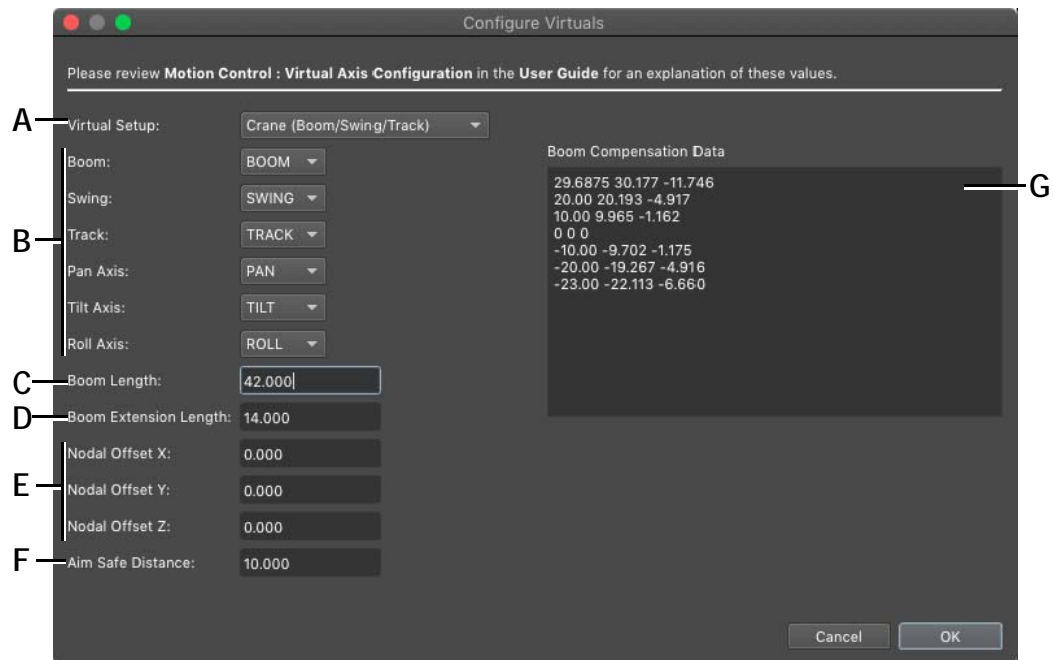 Configure Virtuals
Please review Motion Control : Virtual Axis Configuration in the User Guide for an explanation of these values.
A
Virtual Setup: Crane (Boom/Swing/Track)
B
Boom: BOOM
Swing: SWING
Track: TRACK
Pan Axis: PAN
Tilt Axis: TILT
Roll Axis: ROLL
C
Boom Length: 42.000
D
Boom Extension Length: 14.000
E
Nodal Offset X: 0.000
Nodal Offset Y: 0.000
Nodal Offset Z: 0.000
F
Aim Safe Distance: 10.000
Boom Compensation Data
G
29.6875 30.177 -11.746
20.00 20.193 -4.917
10.00 9.965 -1.162
0 0 0
-10.00 -9.702 -1.175
-20.00 -19.267 -4.916
-23.00 -22.113 -6.660
Cancel
OK